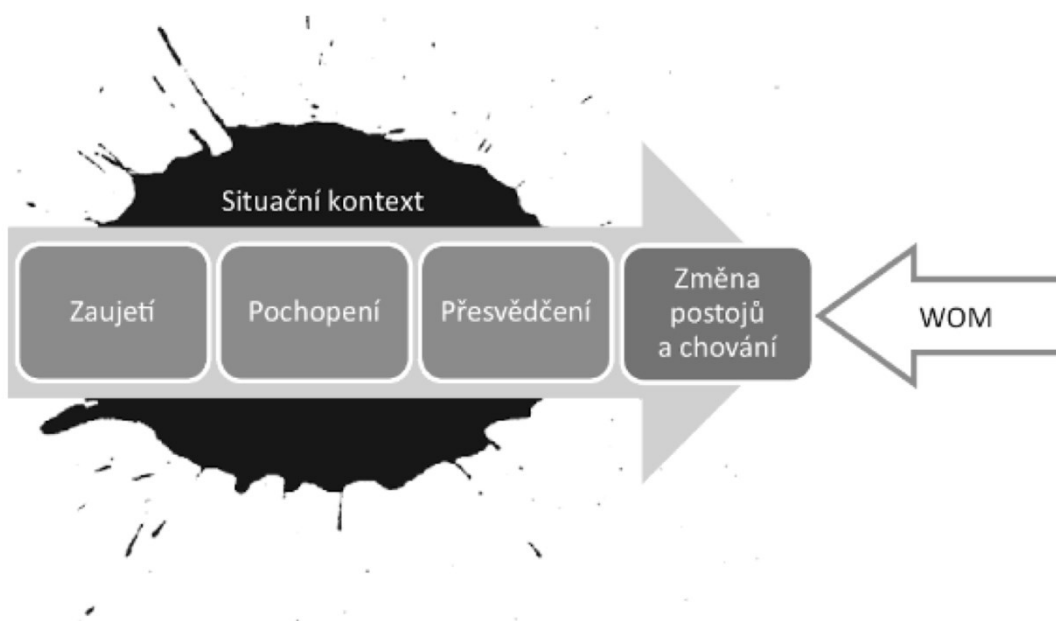 Situační kontext
Zaujetí
Pochopení
Přesvědčení
Změna
postojů
a chování
WOM